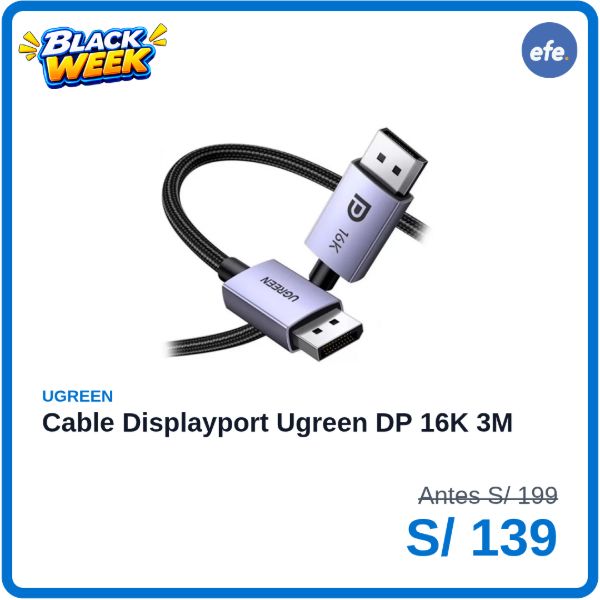 BLACK
WEEK
efe.
16K
UGREEN
UGREEN
Cable Displayport Ugreen DP 16K 3M
Antes S/ 199
S/ 139